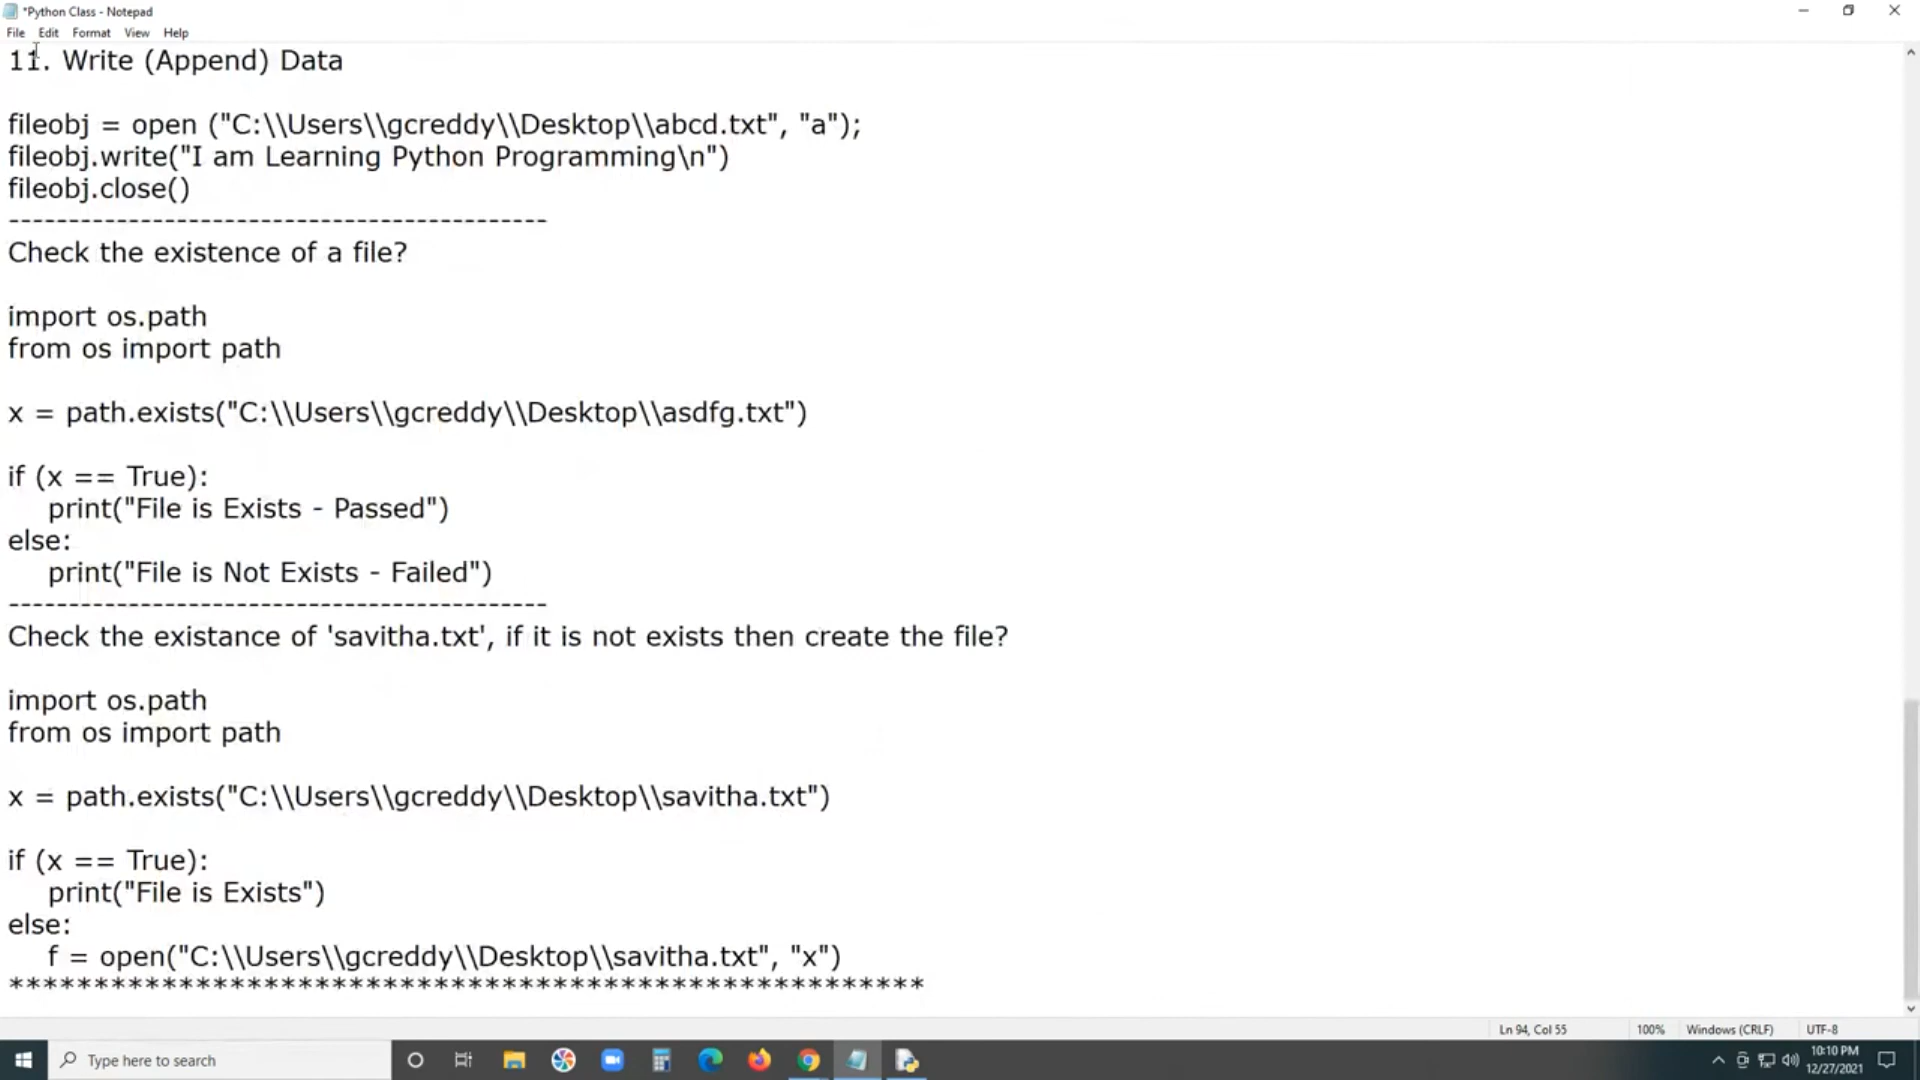 *Python Class - Notepad
File Edit Format View Help
11. Write (Append) Data
fileobj = open ("C:\\Users\\gcreddy\\Desktop\\abcd.txt", "a");
fileobj.write("I am Learning Python Programming\n")
fileobj.close()
---------------------------------------------
Check the existence of a file?
import os.path
from os import path
x = path.exists("C:\\Users\\gcreddy\\Desktop\\asdfg.txt")
if (x == True):
print("File is Exists - Passed")
else:
print("File is Not Exists - Failed")
---------------------------------------------
Check the existance of 'savitha.txt', if it is not exists then create the file?
import os.path
from os import path
x = path.exists("C:\\Users\\gcreddy\\Desktop\\savitha.txt")
if (x == True):
print("File is Exists")
else:
f = open("C:\\Users\\gcreddy\\Desktop\\savitha.txt", "x")
******************************************************
Ln 94, Col 55 100% Windows (CRLF) UTF-8
Type here to search
10:10 PM
12/27/2021